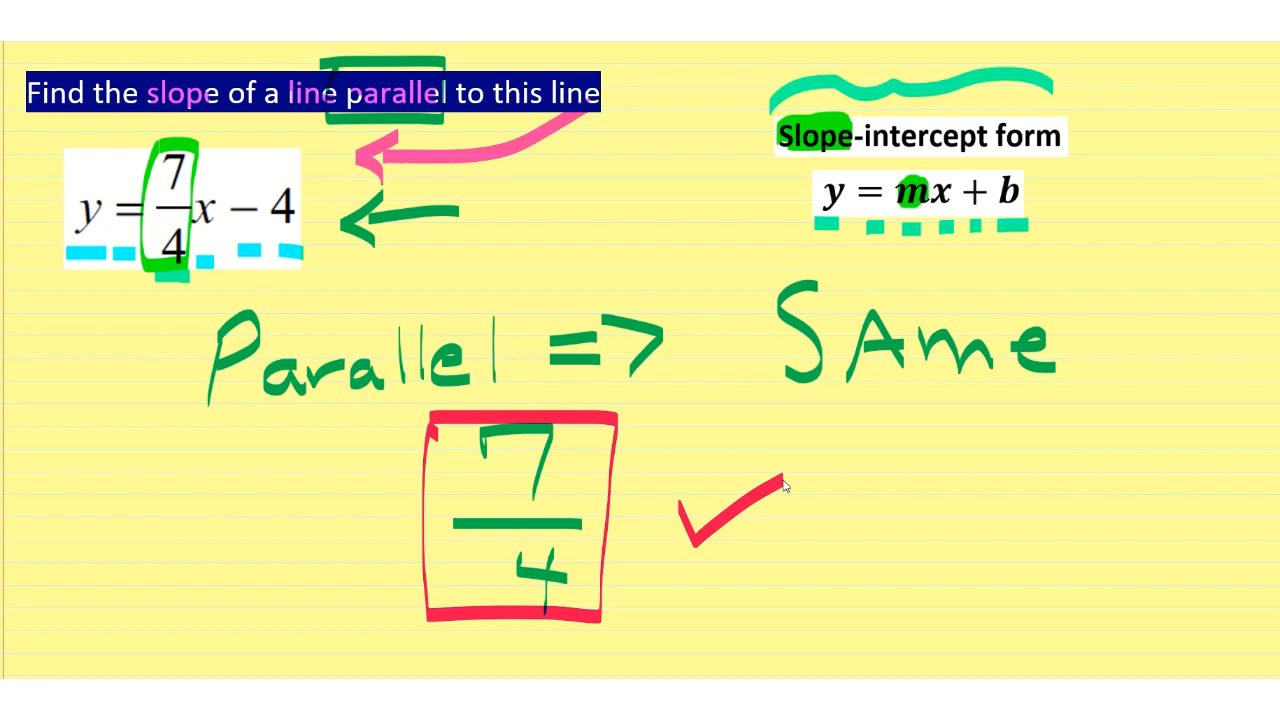 Find the slope of a line parallel to this line
y = 7/4 x − 4
Slope-intercept form
y = mx + b
Parallel => SAme
7/4